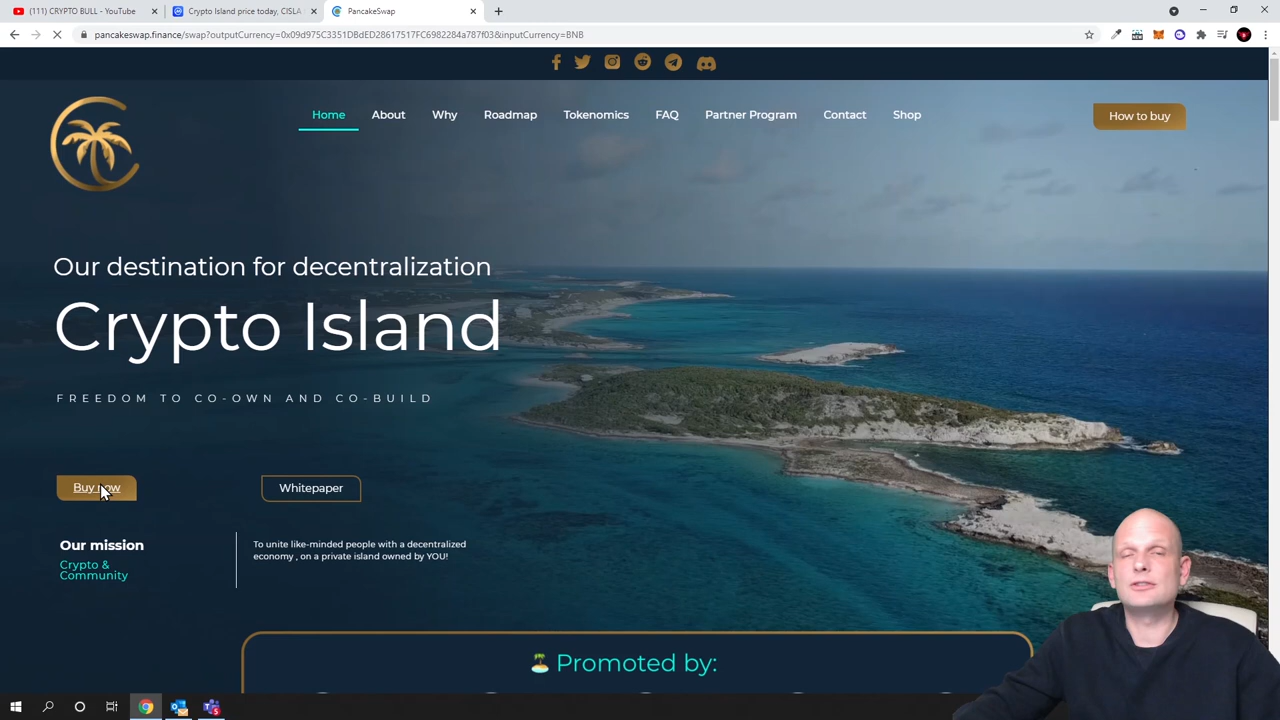 (111) CRYPTO BULL - YouTube
Crypto Island price today, CISLA
PancakeSwap
pancakeswap.finance/swap?outputCurrency=0x09d975C3351DBdED28617517FC6982284a787f03&inputCurrency=BNB
Home About Why Roadmap Tokenomics FAQ Partner Program Contact Shop
How to buy
Our destination for decentralization
Crypto Island
FREEDOM TO CO-OWN AND CO-BUILD
Buy now
Whitepaper
Our mission
Crypto &
Community
To unite like-minded people with a decentralized
economy , on a private island owned by YOU!
Promoted by: